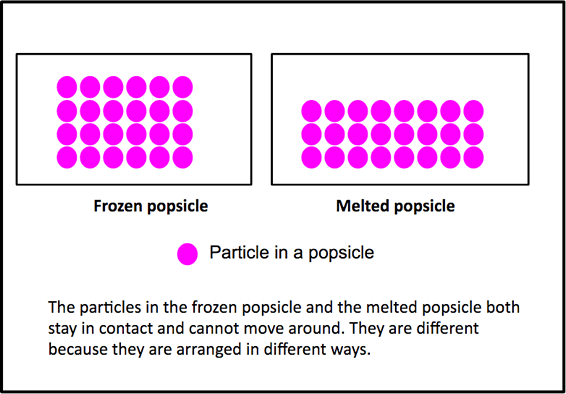 Frozen popsicle
Melted popsicle
Particle in a popsicle
The particles in the frozen popsicle and the melted popsicle both
stay in contact and cannot move around. They are different
because they are arranged in different ways.